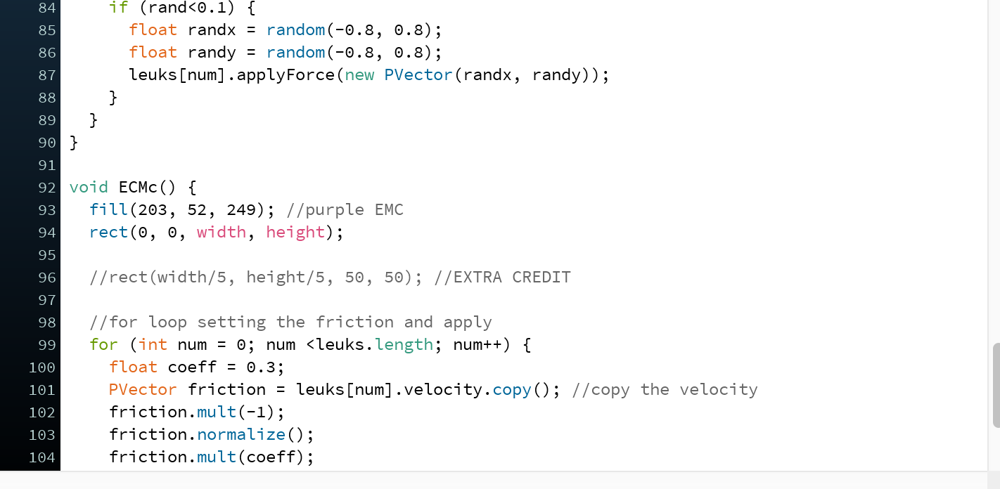 84     if (rand<0.1) {
85       float randx = random(-0.8, 0.8);
86       float randy = random(-0.8, 0.8);
87       leuks[num].applyForce(new PVector(randx, randy));
88     }
89   }
90 }
91
92 void ECMc() {
93   fill(203, 52, 249); //purple EMC
94   rect(0, 0, width, height);
95
96   //rect(width/5, height/5, 50, 50); //EXTRA CREDIT
97
98   //for loop setting the friction and apply
99   for (int num = 0; num <leuks.length; num++) {
100     float coeff = 0.3;
101     PVector friction = leuks[num].velocity.copy(); //copy the velocity
102     friction.mult(-1);
103     friction.normalize();
104     friction.mult(coeff);